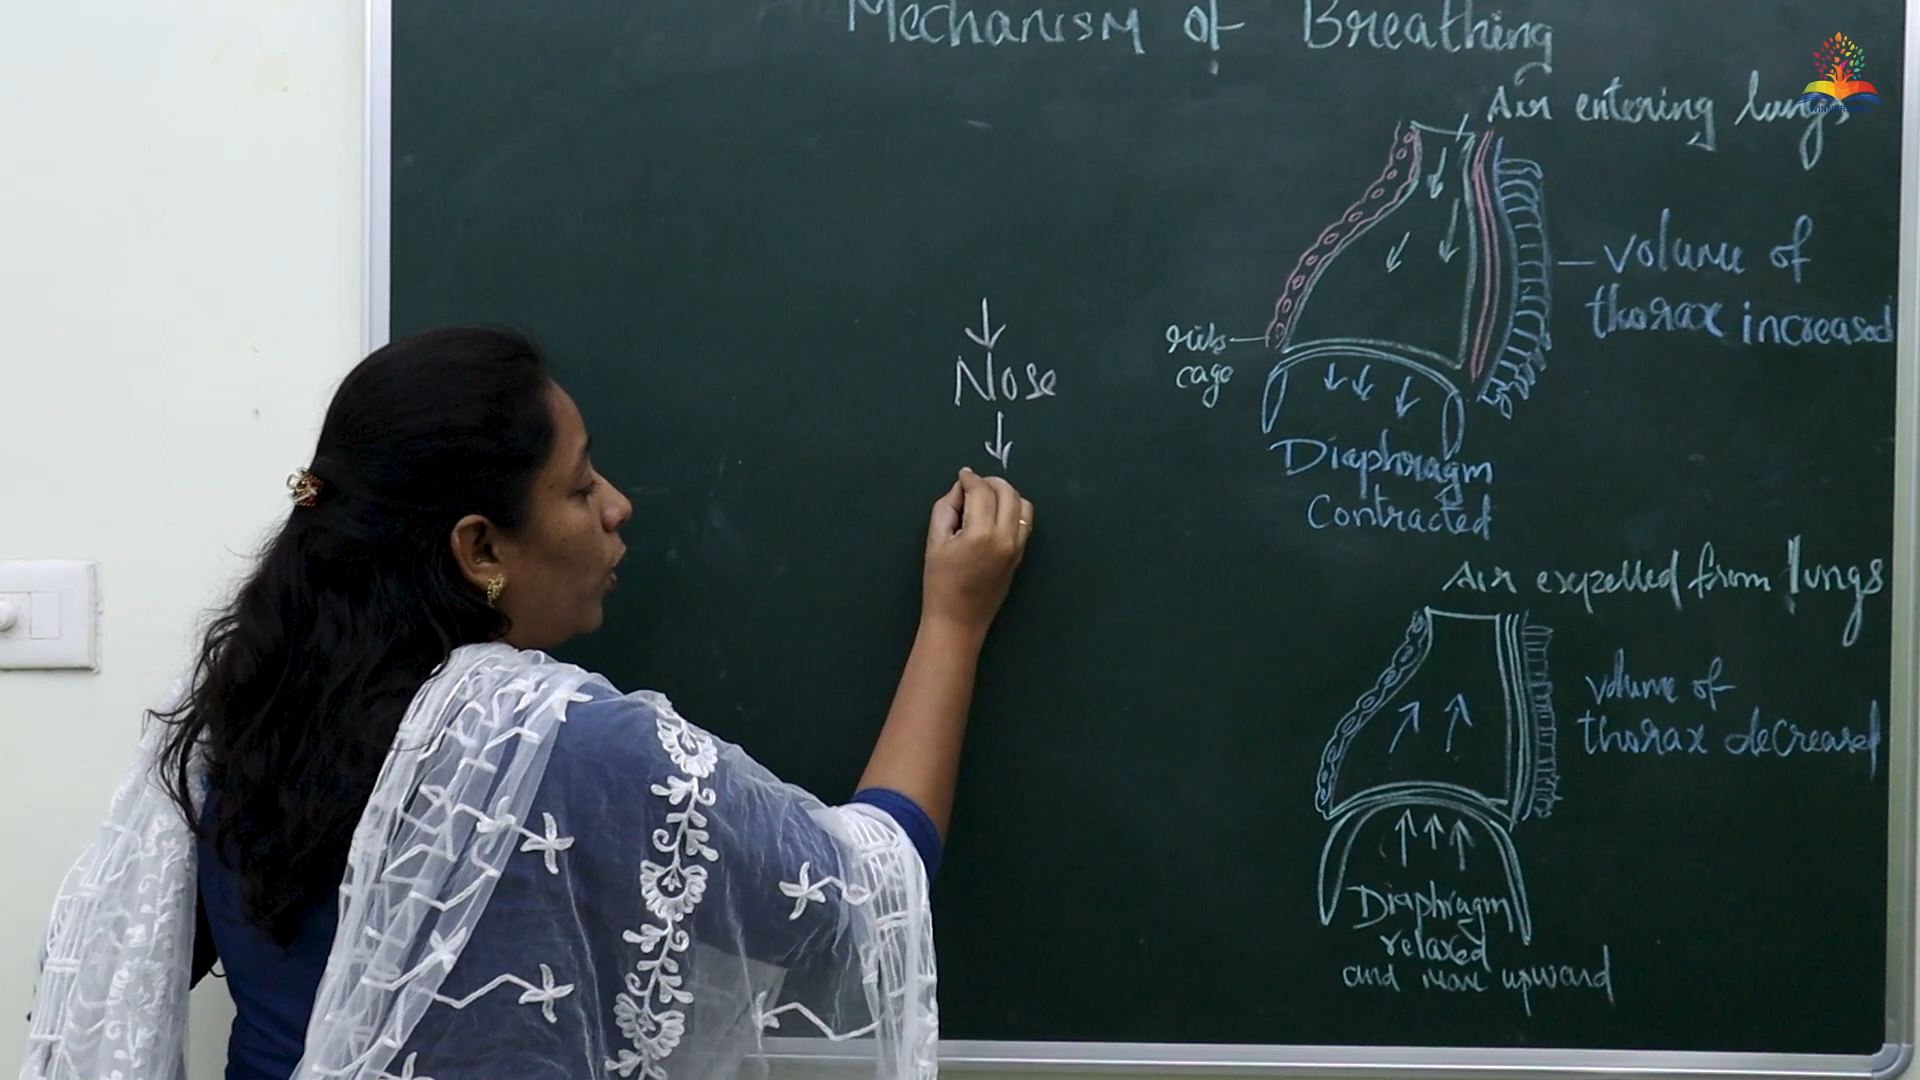 Mechanism of Breathing
Air entering lungs
Volume of
thorax increased
ribs
cage
Nose
Diaphragm
Contracted
Air expelled from lungs
volume of
thorax decreased
Diaphragm
relaxed
and move upward